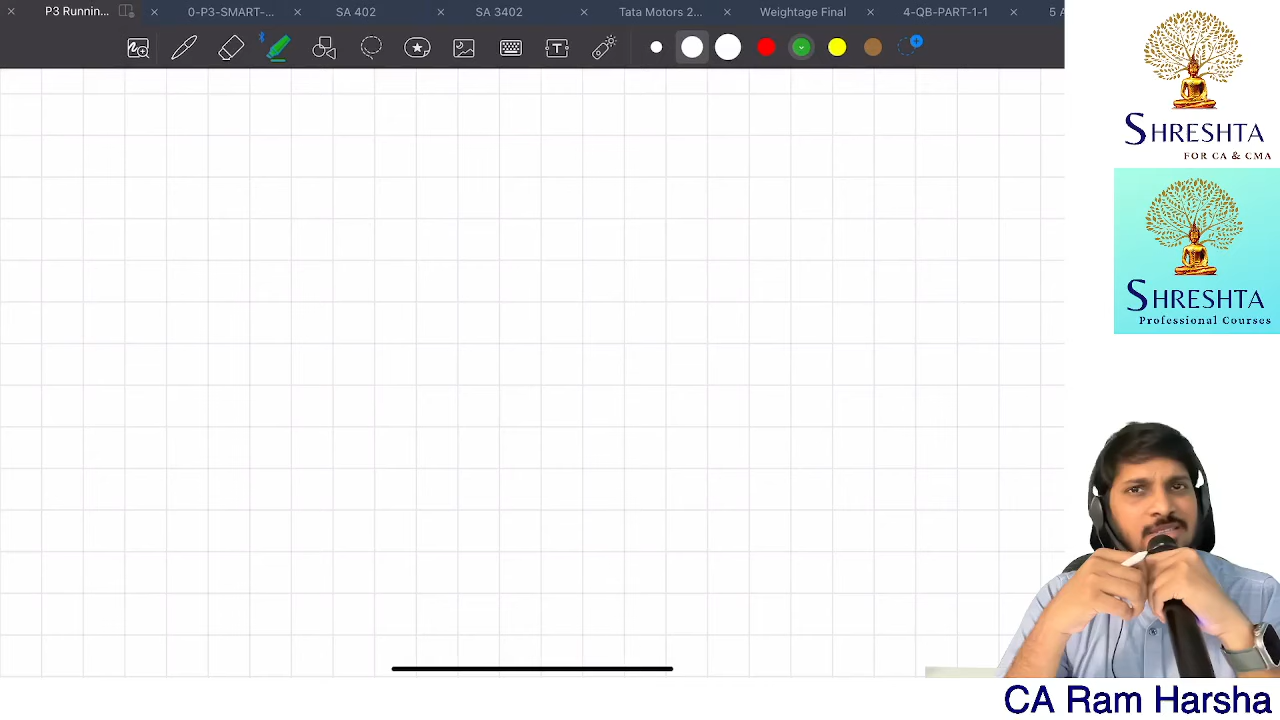 P3 Runnin...
0-P3-SMART-...
SA 402
SA 3402
Tata Motors 2...
Weightage Final
4-QB-PART-1-1
5 A
T
SHRESHTA
FOR CA & CMA
SHRESHTA
Professional Courses
CA Ram Harsha